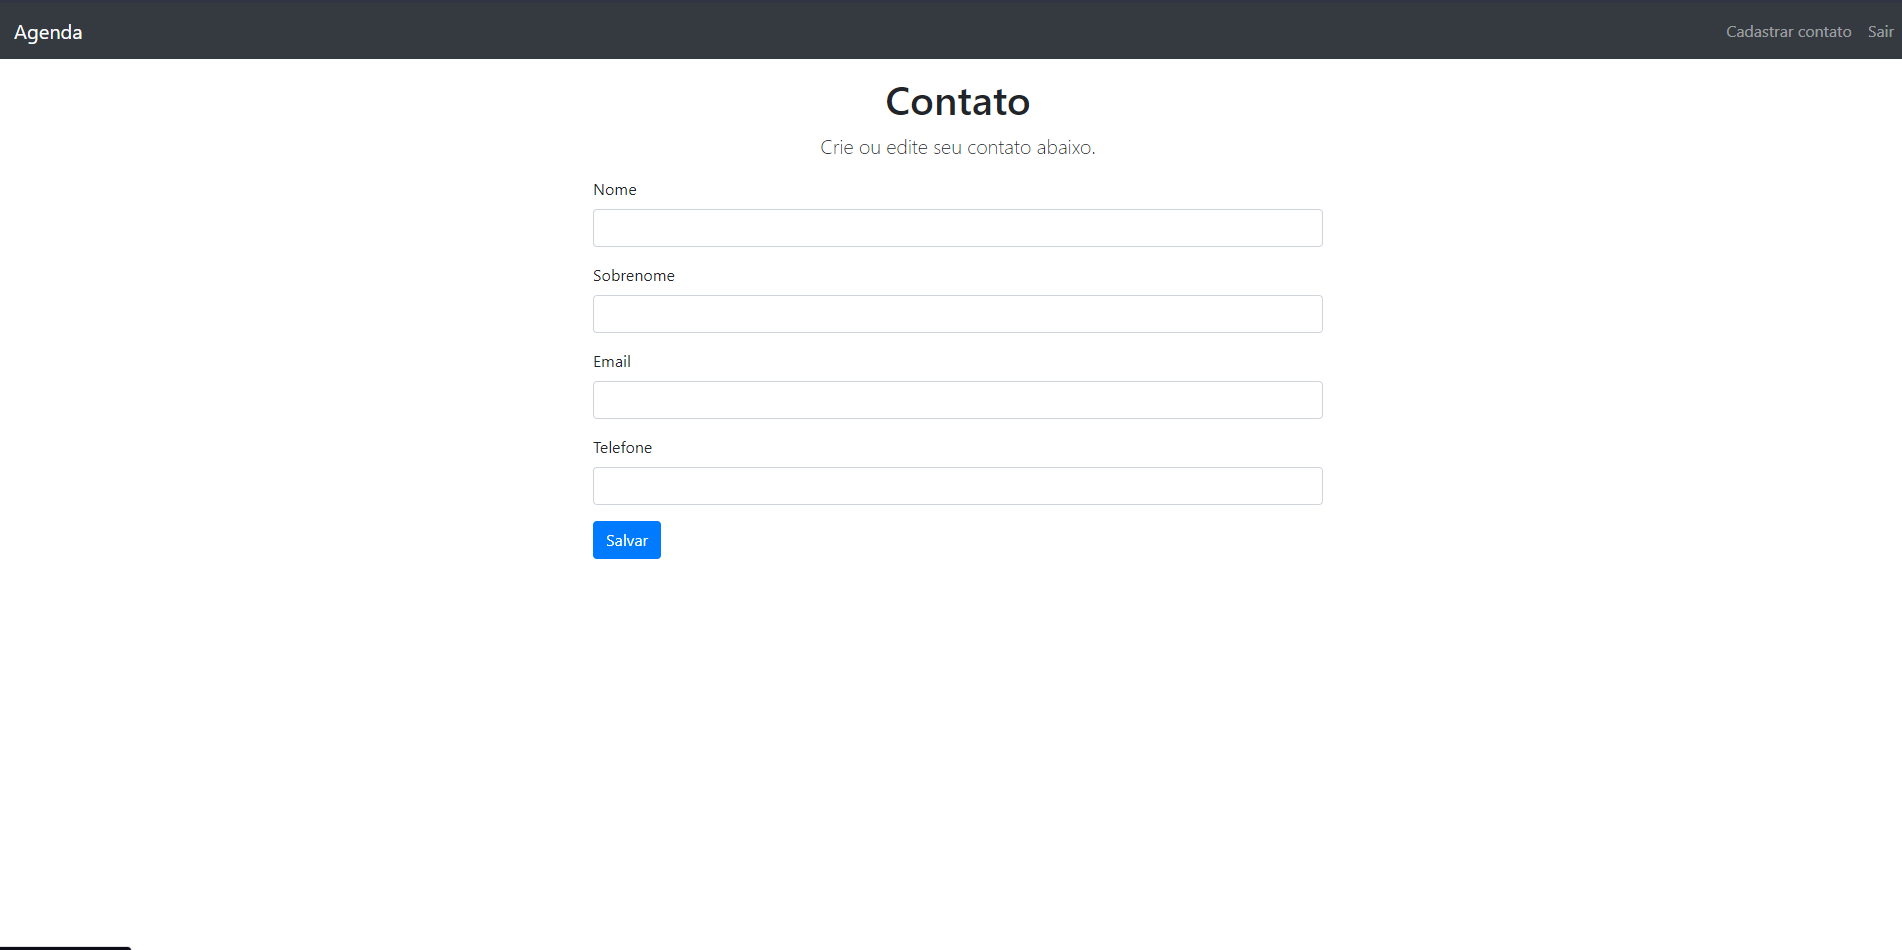 Agenda
Cadastrar contato Sair
Contato
Crie ou edite seu contato abaixo.
Nome
Sobrenome
Email
Telefone
Salvar